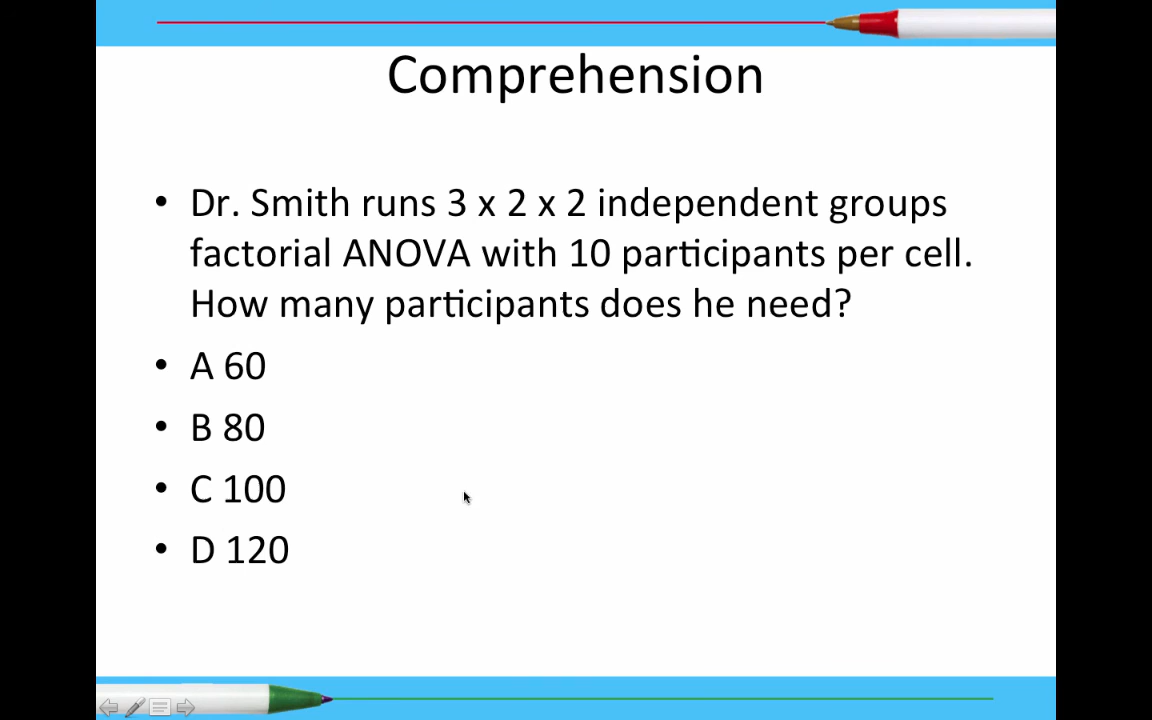 Comprehension
• Dr. Smith runs 3 x 2 x 2 independent groups
factorial ANOVA with 10 participants per cell.
How many participants does he need?
• A 60
• B 80
• C 100
• D 120